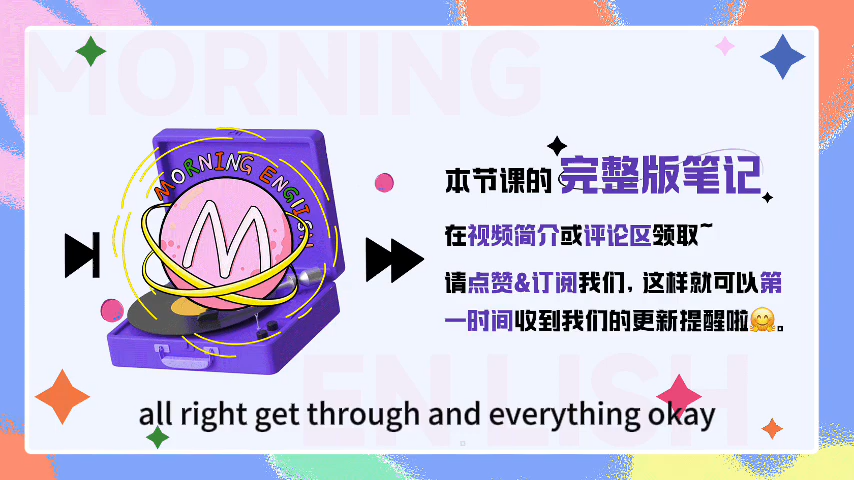 MORNING
MORNING ENGLISH
M
本节课的 完整版笔记
在视频简介或评论区领取~
请点赞&订阅我们，这样就可以第
一时间收到我们的更新提醒啦🤗。
EN LISH
all right get through and everything okay